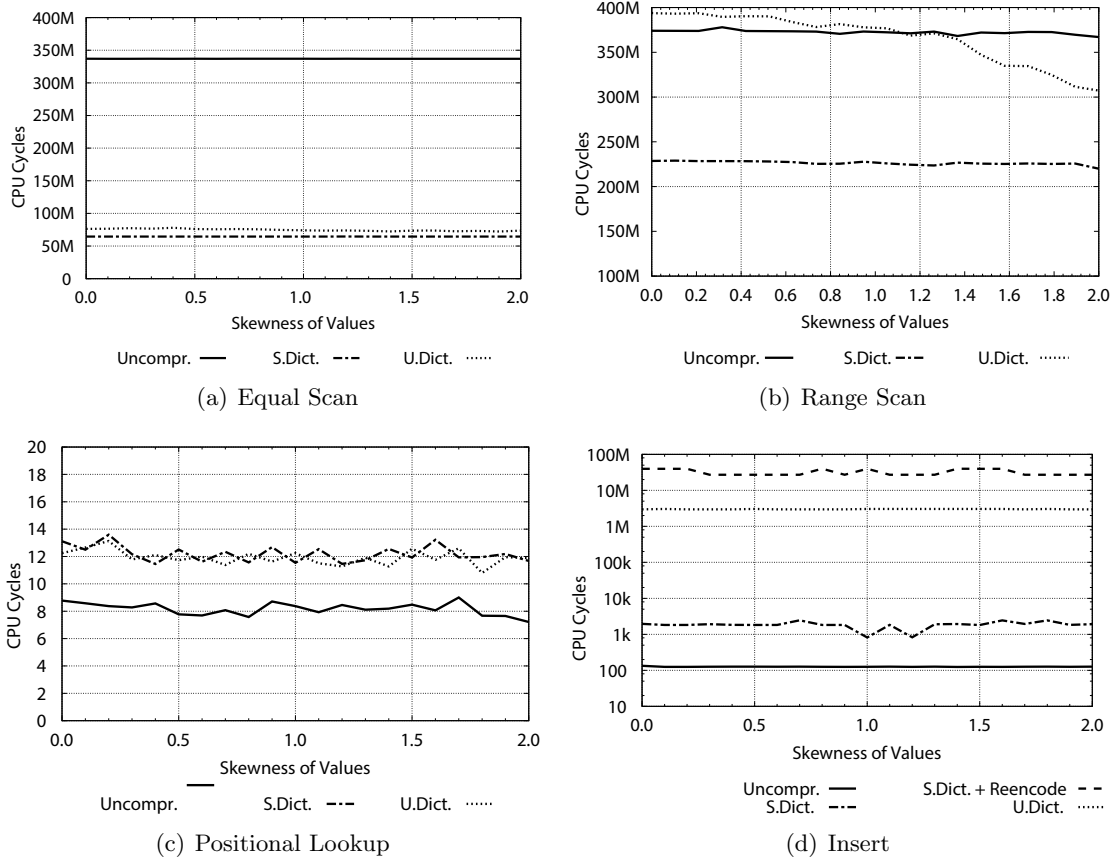 400M
350M
300M
250M
200M
150M
100M
50M
0
CPU Cycles
0.0 0.5 1.0 1.5 2.0
Skewness of Values
Uncompr. S.Dict. U.Dict.
(a) Equal Scan
400M
350M
300M
250M
200M
150M
100M
CPU Cycles
0.0 0.2 0.4 0.6 0.8 1.0 1.2 1.4 1.6 1.8 2.0
Skewness of Values
Uncompr. S.Dict. U.Dict.
(b) Range Scan
20
18
16
14
12
10
8
6
4
2
0
CPU Cycles
0.0 0.5 1.0 1.5 2.0
Skewness of Values
Uncompr. S.Dict. U.Dict.
(c) Positional Lookup
100M
10M
1M
100k
10k
1k
100
10
CPU Cycles
0.0 0.5 1.0 1.5 2.0
Skewness of Values
Uncompr. S.Dict. + Reencode
S.Dict. U.Dict.
(d) Insert